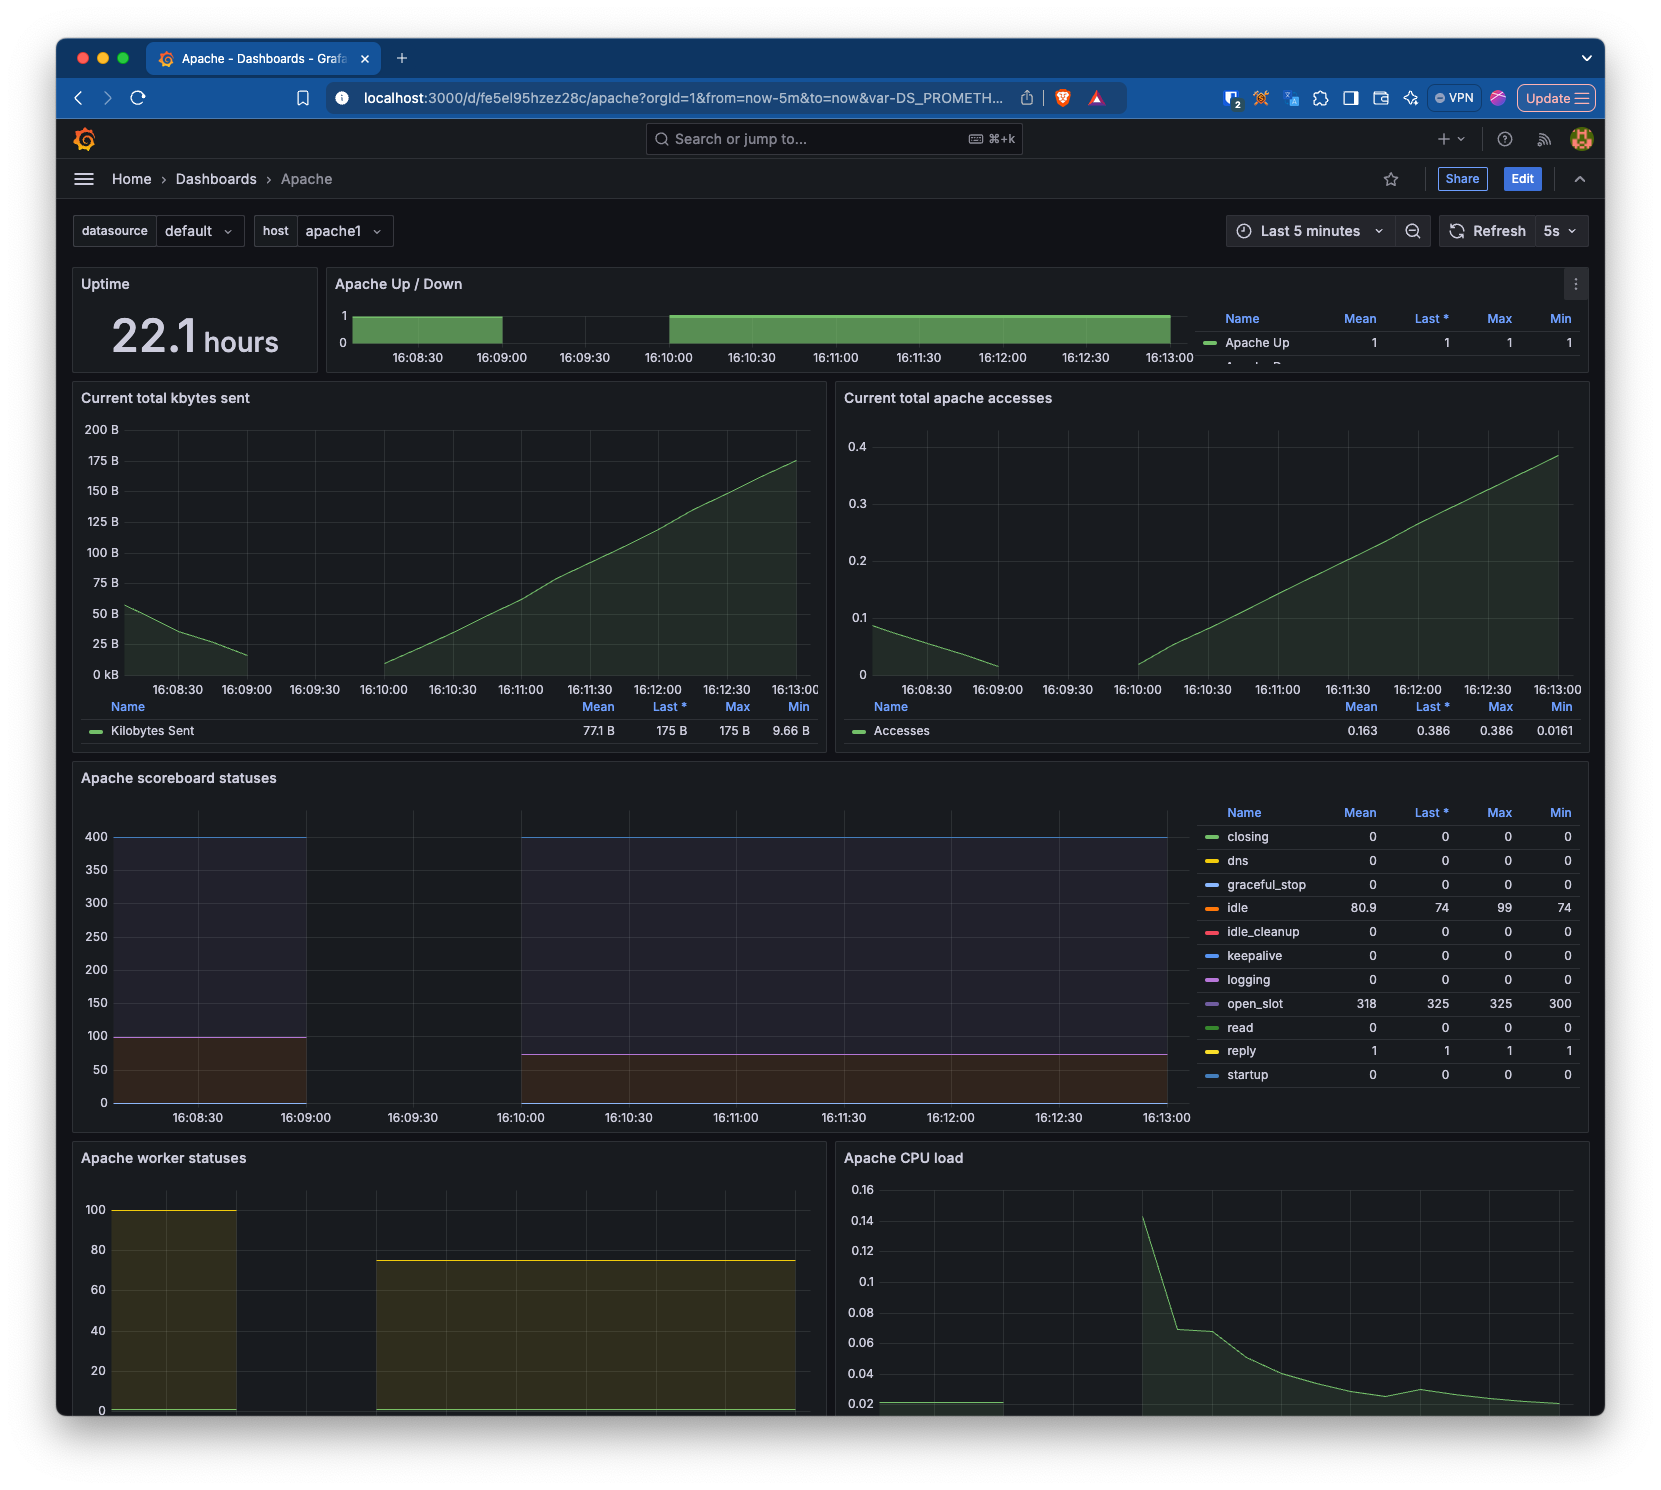 Apache - Dashboards - Grafa
localhost:3000/d/fe5el95hzez28c/apache?orgId=1&from=now-5m&to=now&var-DS_PROMETH...
2
VPN
Update
Search or jump to...
⌘+k
Home › Dashboards › Apache
Share
Edit
datasource default
host apache1
Last 5 minutes
Refresh 5s
Uptime
22.1 hours
Apache Up / Down
1
0
16:08:30 16:09:00 16:09:30 16:10:00 16:10:30 16:11:00 16:11:30 16:12:00 16:12:30 16:13:00
Name Mean Last * Max Min
Apache Up 1 1 1 1
Current total kbytes sent
200 B
175 B
150 B
125 B
100 B
75 B
50 B
25 B
0 kB
16:08:30 16:09:00 16:09:30 16:10:00 16:10:30 16:11:00 16:11:30 16:12:00 16:12:30 16:13:00
Name Mean Last * Max Min
Kilobytes Sent 77.1 B 175 B 175 B 9.66 B
Current total apache accesses
0.4
0.3
0.2
0.1
0
16:08:30 16:09:00 16:09:30 16:10:00 16:10:30 16:11:00 16:11:30 16:12:00 16:12:30 16:13:00
Name Mean Last * Max Min
Accesses 0.163 0.386 0.386 0.0161
Apache scoreboard statuses
400
350
300
250
200
150
100
50
0
16:08:30 16:09:00 16:09:30 16:10:00 16:10:30 16:11:00 16:11:30 16:12:00 16:12:30 16:13:00
Name Mean Last * Max Min
closing 0 0 0 0
dns 0 0 0 0
graceful_stop 0 0 0 0
idle 80.9 74 99 74
idle_cleanup 0 0 0 0
keepalive 0 0 0 0
logging 0 0 0 0
open_slot 318 325 325 300
read 0 0 0 0
reply 1 1 1 1
startup 0 0 0 0
Apache worker statuses
100
80
60
40
20
0
Apache CPU load
0.16
0.14
0.12
0.1
0.08
0.06
0.04
0.02